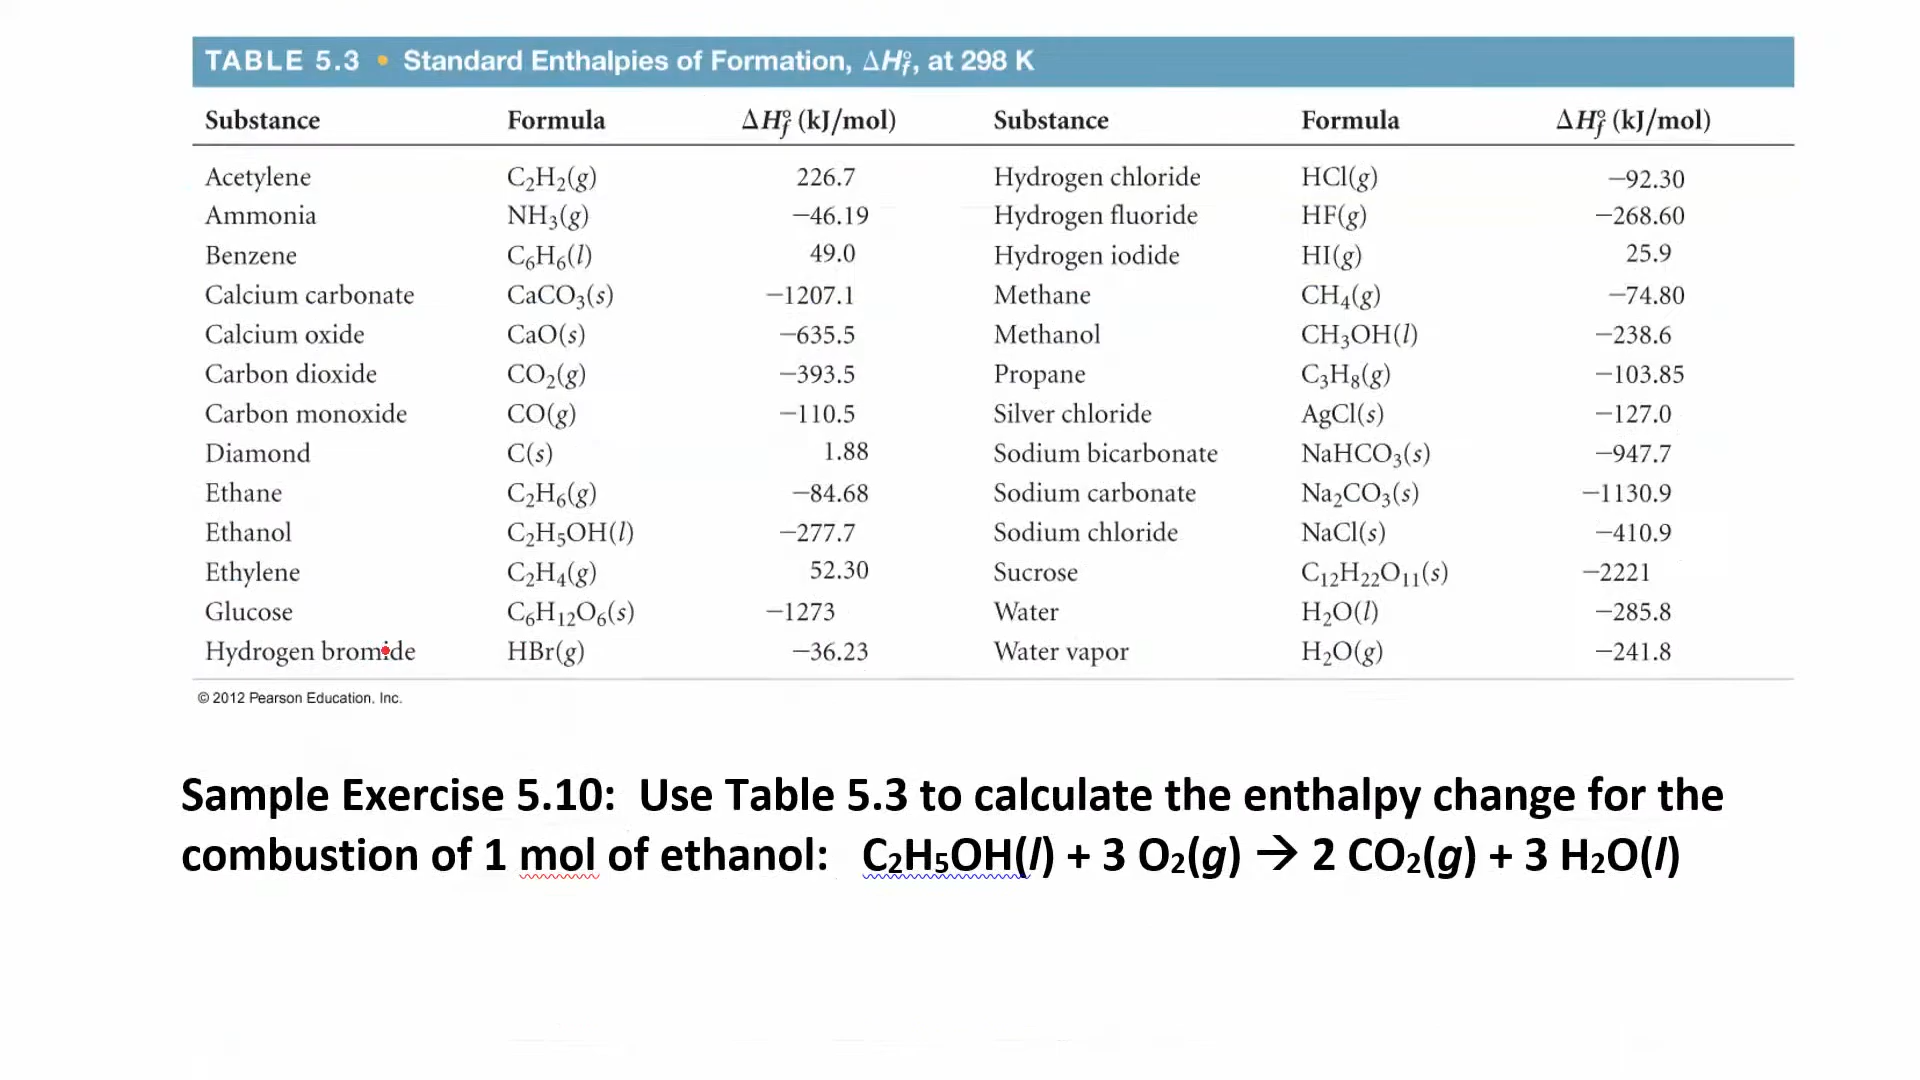 TABLE 5.3 • Standard Enthalpies of Formation, ΔH°f, at 298 K
Substance Formula ΔH°f (kJ/mol) Substance Formula ΔH°f (kJ/mol)
Acetylene C₂H₂(g) 226.7 Hydrogen chloride HCl(g) −92.30
Ammonia NH₃(g) −46.19 Hydrogen fluoride HF(g) −268.60
Benzene C₆H₆(l) 49.0 Hydrogen iodide HI(g) 25.9
Calcium carbonate CaCO₃(s) −1207.1 Methane CH₄(g) −74.80
Calcium oxide CaO(s) −635.5 Methanol CH₃OH(l) −238.6
Carbon dioxide CO₂(g) −393.5 Propane C₃H₈(g) −103.85
Carbon monoxide CO(g) −110.5 Silver chloride AgCl(s) −127.0
Diamond C(s) 1.88 Sodium bicarbonate NaHCO₃(s) −947.7
Ethane C₂H₆(g) −84.68 Sodium carbonate Na₂CO₃(s) −1130.9
Ethanol C₂H₅OH(l) −277.7 Sodium chloride NaCl(s) −410.9
Ethylene C₂H₄(g) 52.30 Sucrose C₁₂H₂₂O₁₁(s) −2221
Glucose C₆H₁₂O₆(s) −1273 Water H₂O(l) −285.8
Hydrogen bromide HBr(g) −36.23 Water vapor H₂O(g) −241.8
© 2012 Pearson Education, Inc.
Sample Exercise 5.10: Use Table 5.3 to calculate the enthalpy change for the
combustion of 1 mol of ethanol: C₂H₅OH(l) + 3 O₂(g) → 2 CO₂(g) + 3 H₂O(l)